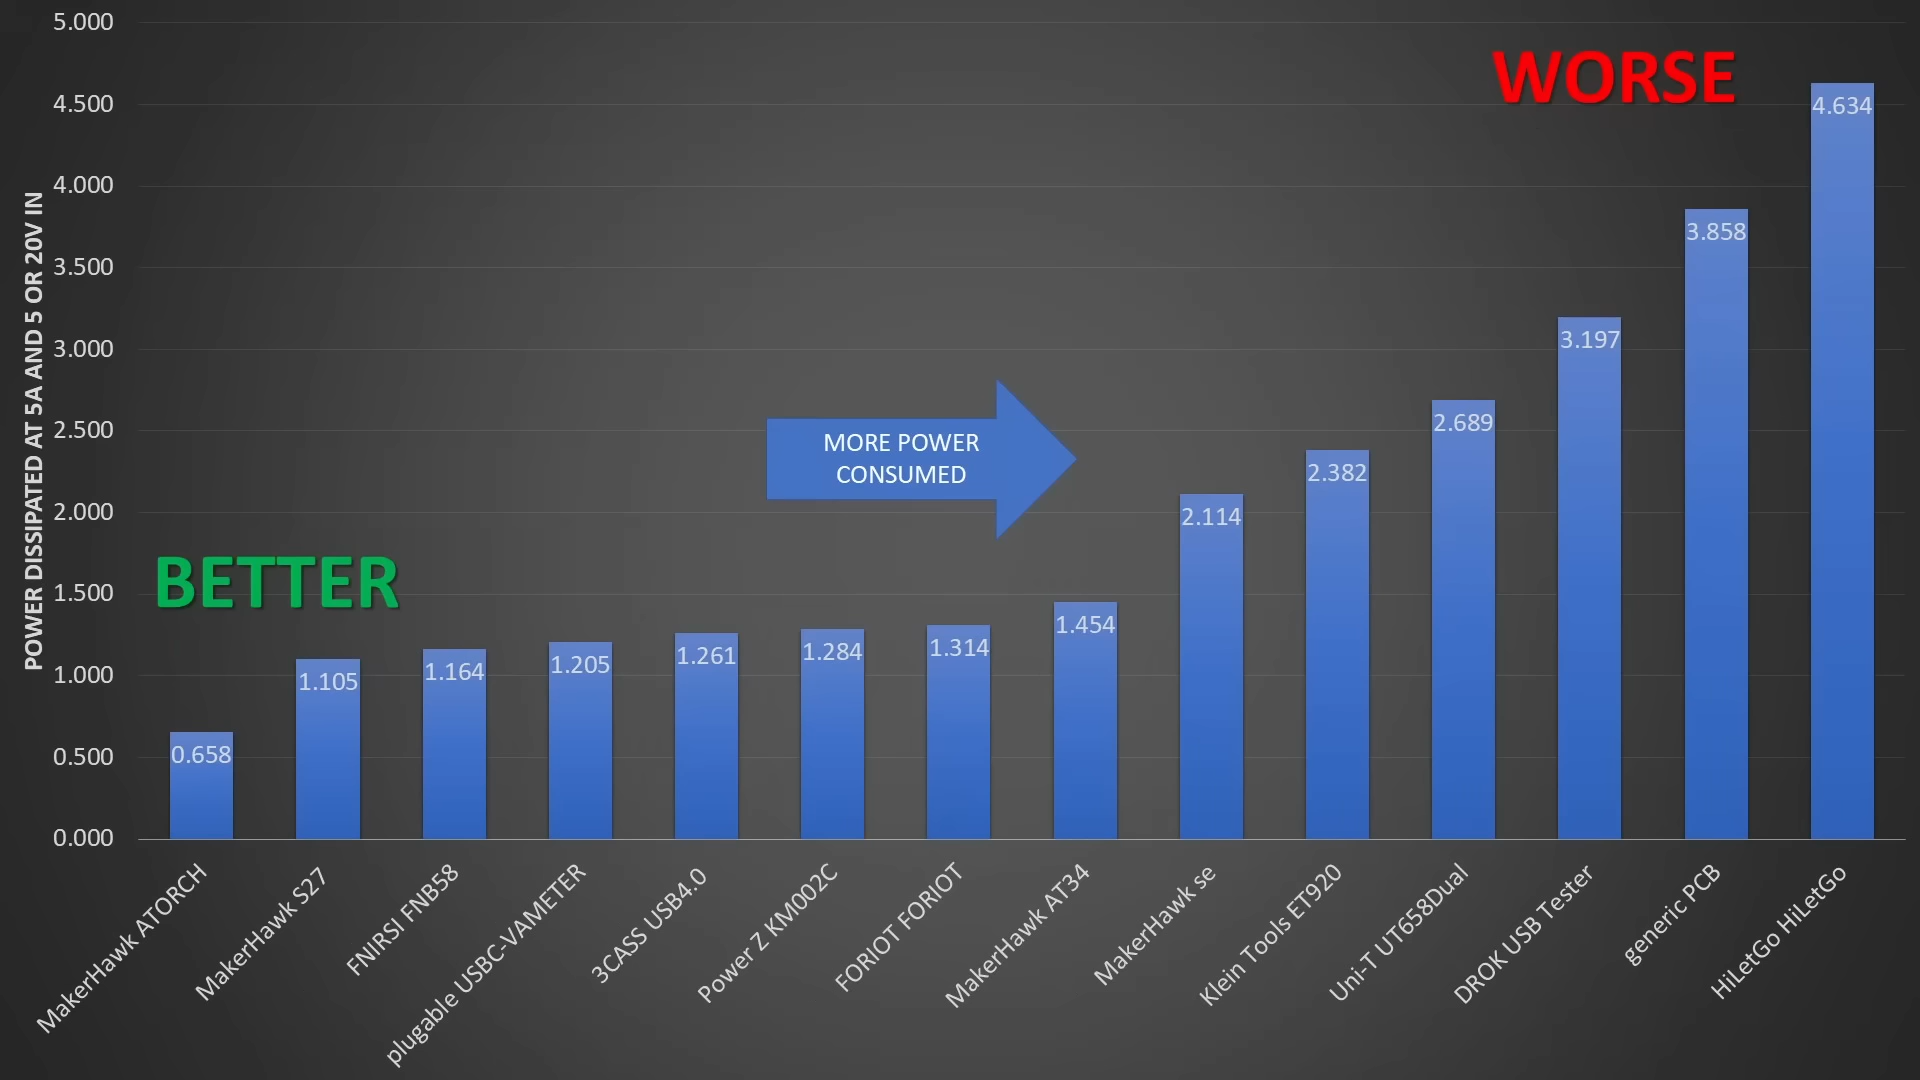 5.000
4.500
4.000
3.500
3.000
2.500
2.000
1.500
1.000
0.500
0.000
POWER DISSIPATED AT 5A AND 5 OR 20V IN
BETTER
WORSE
MORE POWER
CONSUMED
0.658
1.105
1.164
1.205
1.261
1.284
1.314
1.454
2.114
2.382
2.689
3.197
3.858
4.634
MakerHawk ATORCH
MakerHawk S27
FNIRSI FNB58
plugable USBC-VAMETER
3CASS USB4.0
Power Z KM002C
FORIOT FORIOT
MakerHawk AT34
MakerHawk se
Klein Tools ET920
Uni-T UT658Dual
DROK USB Tester
generic PCB
HiLetGo HiLetGo